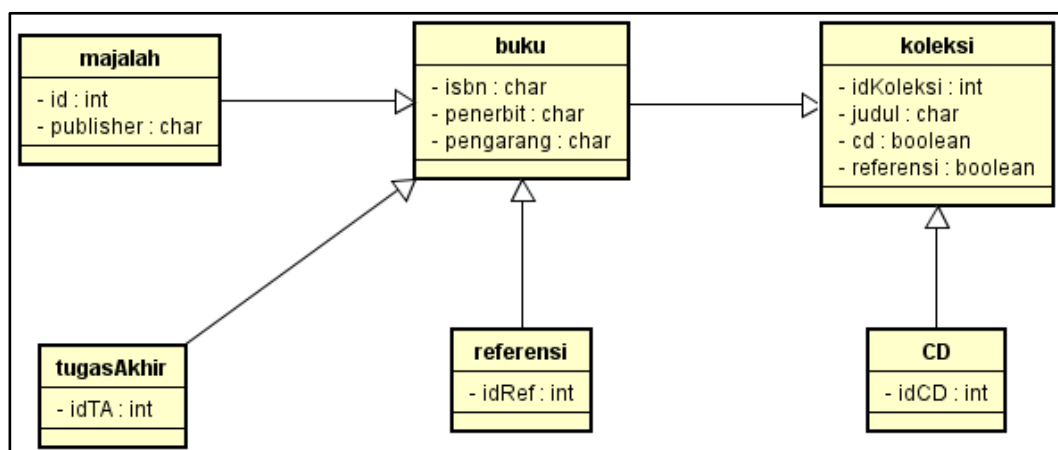 majalah
- id : int
- publisher : char
buku
- isbn : char
- penerbit : char
- pengarang : char
koleksi
- idKoleksi : int
- judul : char
- cd : boolean
- referensi : boolean
tugasAkhir
- idTA : int
referensi
- idRef : int
CD
- idCD : int